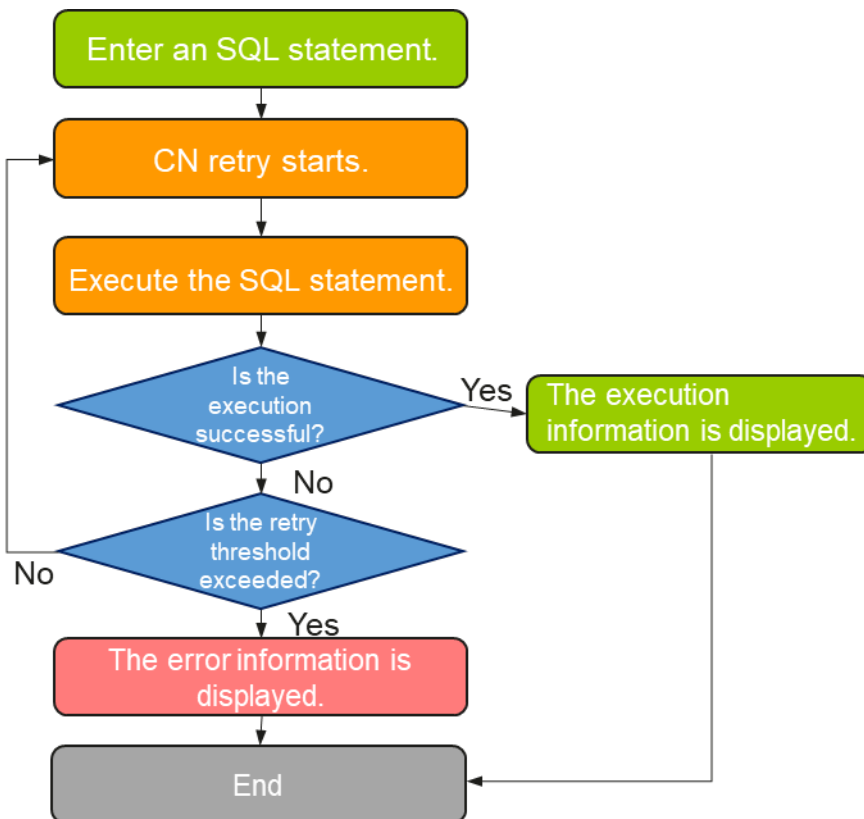 Enter an SQL statement.
CN retry starts.
Execute the SQL statement.
Is the
execution
successful?
Yes
The execution
information is displayed.
No
Is the retry
threshold
exceeded?
No
Yes
The error information is
displayed.
End